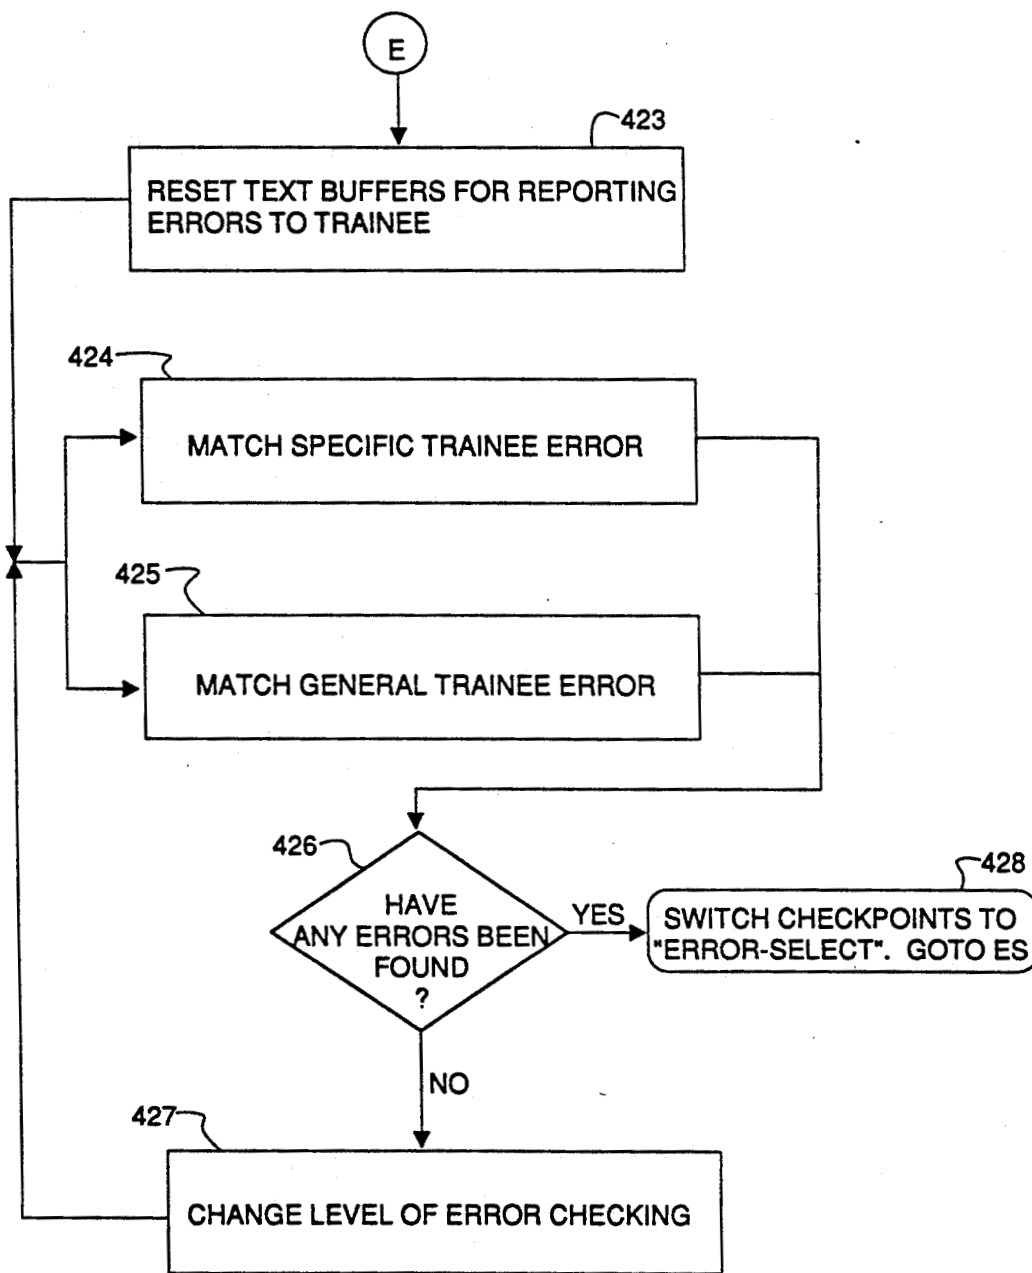 E
423
RESET TEXT BUFFERS FOR REPORTING
ERRORS TO TRAINEE
424
MATCH SPECIFIC TRAINEE ERROR
425
MATCH GENERAL TRAINEE ERROR
426
HAVE
ANY ERRORS BEEN
FOUND
?
YES
428
SWITCH CHECKPOINTS TO
"ERROR-SELECT". GOTO ES
NO
427
CHANGE LEVEL OF ERROR CHECKING